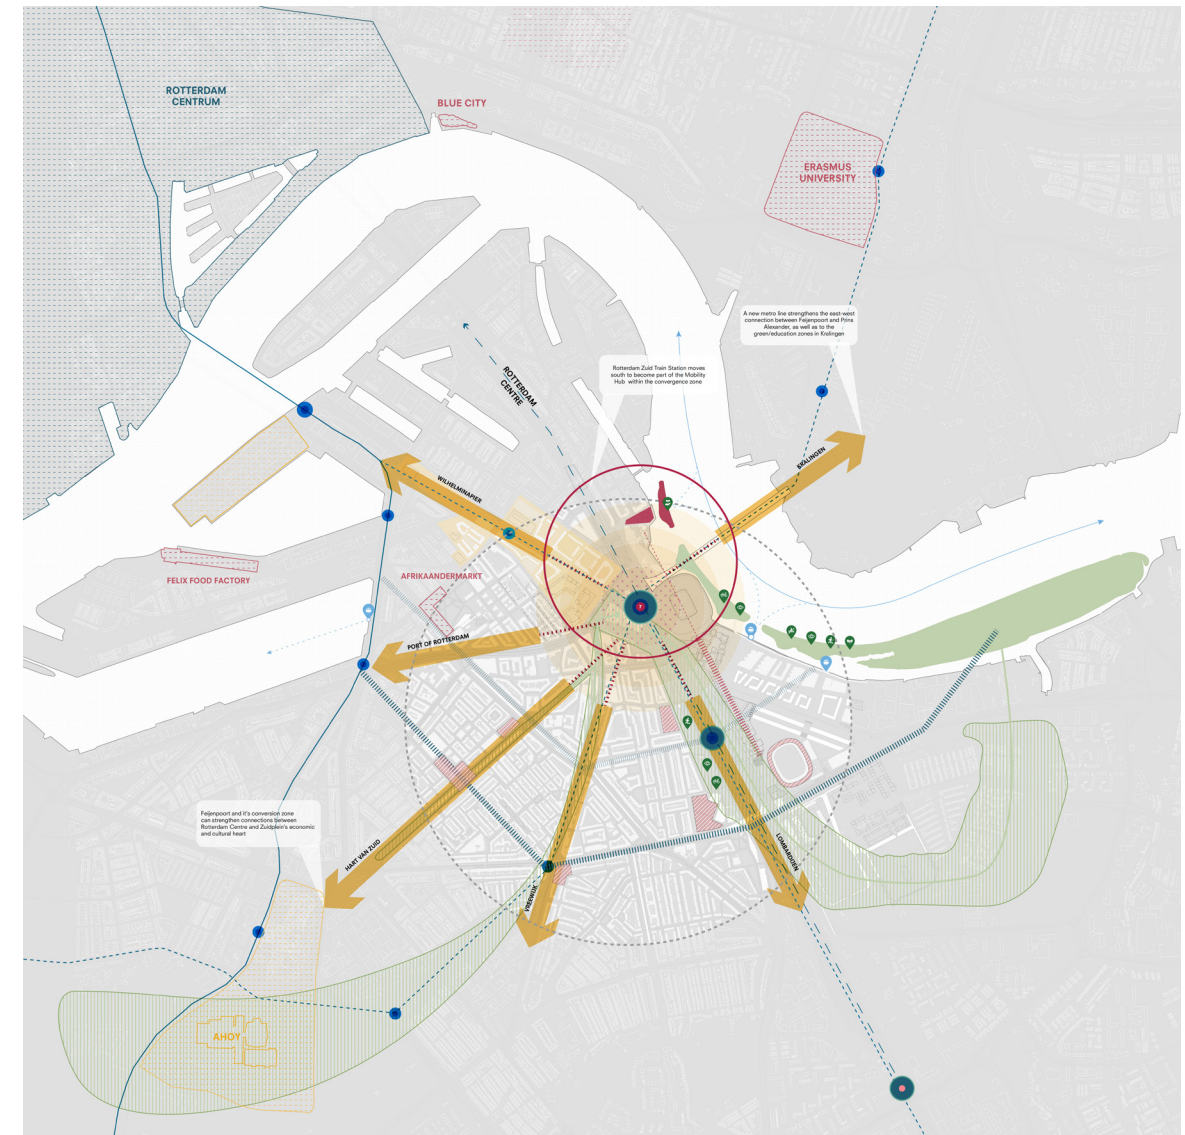 ROTTERDAM
CENTRUM
BLUE CITY
ERASMUS
UNIVERSITY
A new metro line strengthens the east-west
connection between Feijenpoort and Prins
Alexander, as well as to the
green/education zones in Kralingen
Rotterdam Zuid Train Station moves
south to become part of the Mobility
Hub within the convergence zone
ROTTERDAM
CENTRE
KRALINGEN
WILHELMINAPIER
FELIX FOOD FACTORY
AFRIKAANDERMARKT
PORT OF ROTTERDAM
Feijenpoort and it's conversion zone
can strengthen connections between
Rotterdam Centre and Zuidplein's economic
and cultural heart
HART VAN ZUID
VREEWIJK
LOMBARDIJEN
AHOY